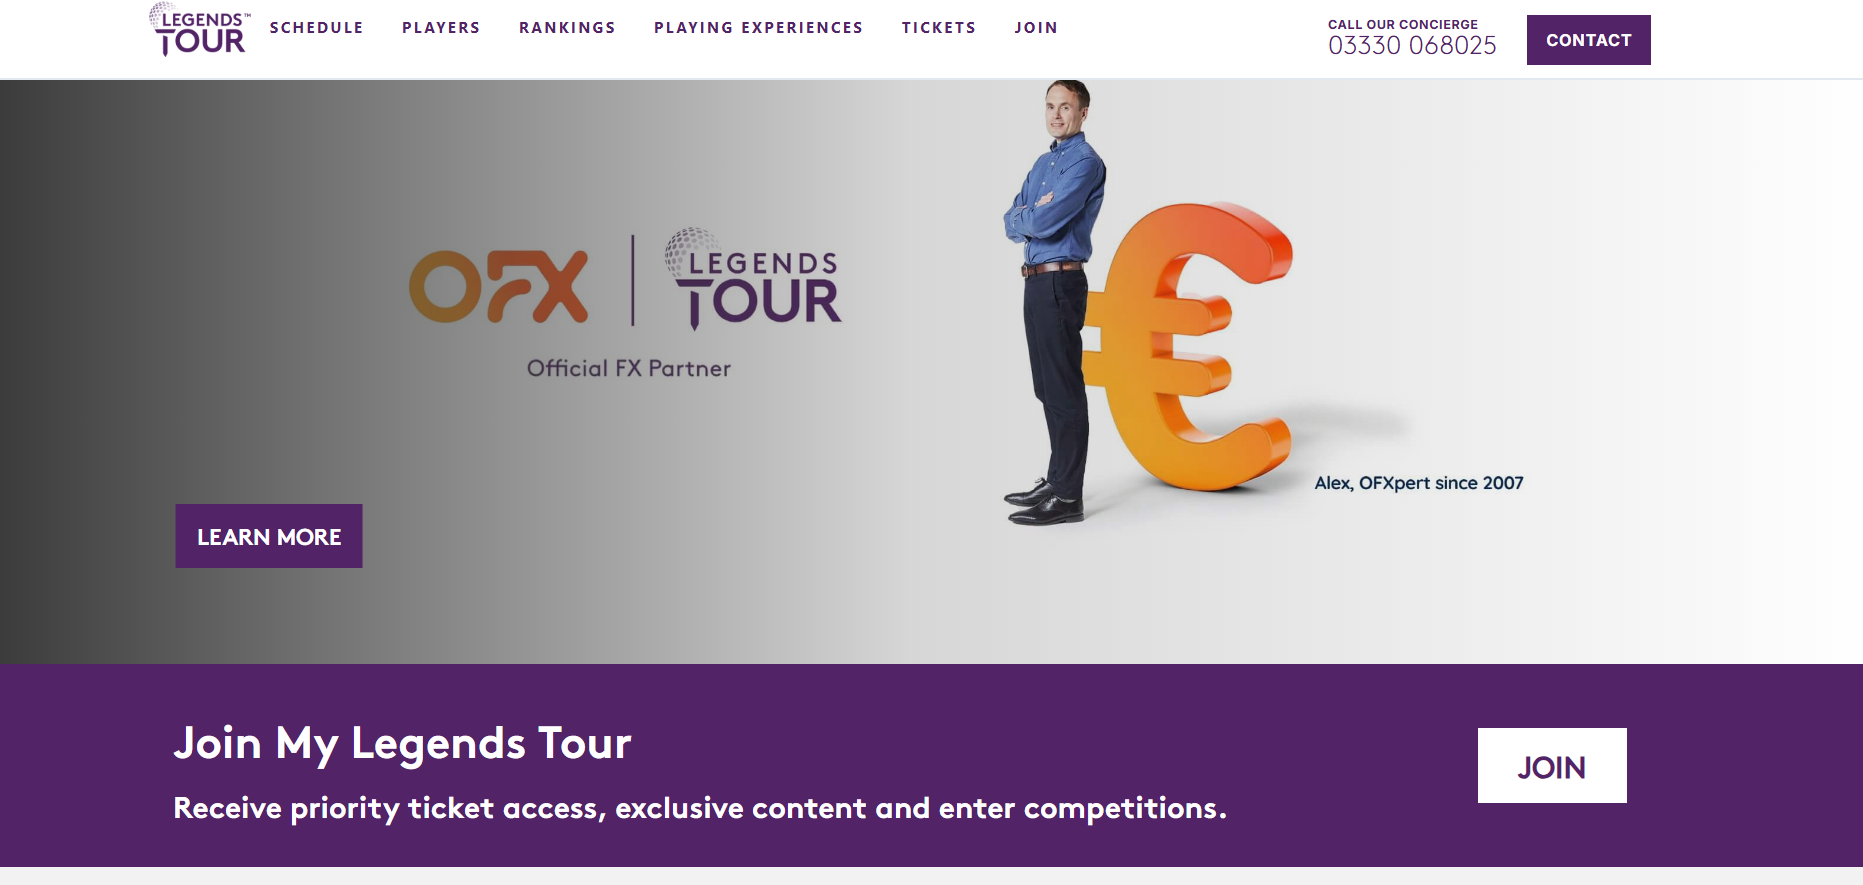 LEGENDS™
TOUR
SCHEDULE
PLAYERS
RANKINGS
PLAYING EXPERIENCES
TICKETS
JOIN
CALL OUR CONCIERGE
03330 068025
CONTACT
OFX
LEGENDS
TOUR
Official FX Partner
Alex, OFXpert since 2007
LEARN MORE
Join My Legends Tour
Receive priority ticket access, exclusive content and enter competitions.
JOIN